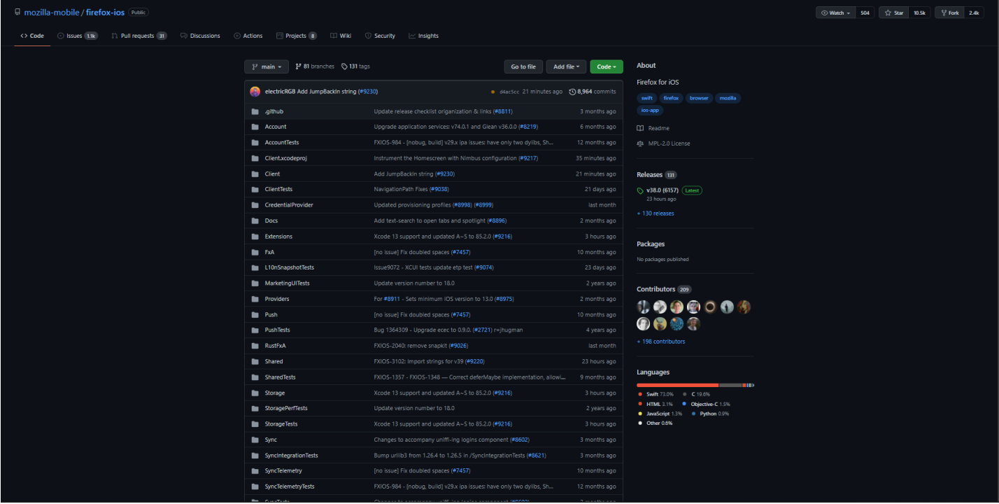 mozilla-mobile / firefox-ios Public
Watch 504 Star 10.5k Fork 2.4k
Code Issues 1.1k Pull requests 31 Discussions Actions Projects 8 Wiki Security Insights
main 81 branches 131 tags Go to file Add file Code
electricRGB Add JumpBackIn string (#9230) d4ac5cc 21 minutes ago 8,964 commits
.github Update release checklist origanization & links (#8811) 3 months ago
Account Upgrade application services: v74.0.1 and Glean v36.0.0 (#8219) 6 months ago
AccountTests FXIOS-984 - [nobug, build] v29.x ipa issues: have only two dylibs, Sh... 12 months ago
Client.xcodeproj Instrument the Homescreen with Nimbus configuration (#9217) 35 minutes ago
Client Add JumpBackIn string (#9230) 21 minutes ago
ClientTests NavigationPath Fixes (#9038) 21 days ago
CredentialProvider Updated provisioning profiles (#8998) (#8999) last month
Docs Add text-search to open tabs and spotlight (#8896) 2 months ago
Extensions Xcode 13 support and updated A~S to 85.2.0 (#9216) 3 hours ago
FxA [no issue] Fix doubled spaces (#7457) 10 months ago
L10nSnapshotTests Issue9072 - XCUI tests update etp test (#9074) 23 days ago
MarketingUITests Update version number to 18.0 2 years ago
Providers For #8911 - Sets minimum iOS version to 13.0 (#8975) 2 months ago
Push [no issue] Fix doubled spaces (#7457) 10 months ago
PushTests Bug 1364309 - Upgrade ecec to 0.9.0. (#2721) r=jhugman 4 years ago
RustFxA FXIOS-2040: remove snapkit (#9026) last month
Shared FXIOS-3102: Import strings for v39 (#9220) 23 hours ago
SharedTests FXIOS-1357 - FXIOS-1348 — Correct deferMaybe implementation, allowi... 9 months ago
Storage Xcode 13 support and updated A~S to 85.2.0 (#9216) 3 hours ago
StoragePerfTests Update version number to 18.0 2 years ago
StorageTests Xcode 13 support and updated A~S to 85.2.0 (#9216) 3 hours ago
Sync Changes to accompany uniffi-ing logins component (#8602) 3 months ago
SyncIntegrationTests Bump urllib3 from 1.26.4 to 1.26.5 in /SyncIntegrationTests (#8621) 3 months ago
SyncTelemetry [no issue] Fix doubled spaces (#7457) 10 months ago
SyncTelemetryTests FXIOS-984 - [nobug, build] v29.x ipa issues: have only two dylibs, Sh... 12 months ago
About
Firefox for iOS
swift firefox browser mozilla
ios-app
Readme
MPL-2.0 License
Releases 131
v38.0 (6157) Latest
23 hours ago
+ 130 releases
Packages
No packages published
Contributors 209
+ 198 contributors
Languages
Swift 73.0% C 19.6%
HTML 3.1% Objective-C 1.5%
JavaScript 1.3% Python 0.9%
Other 0.6%